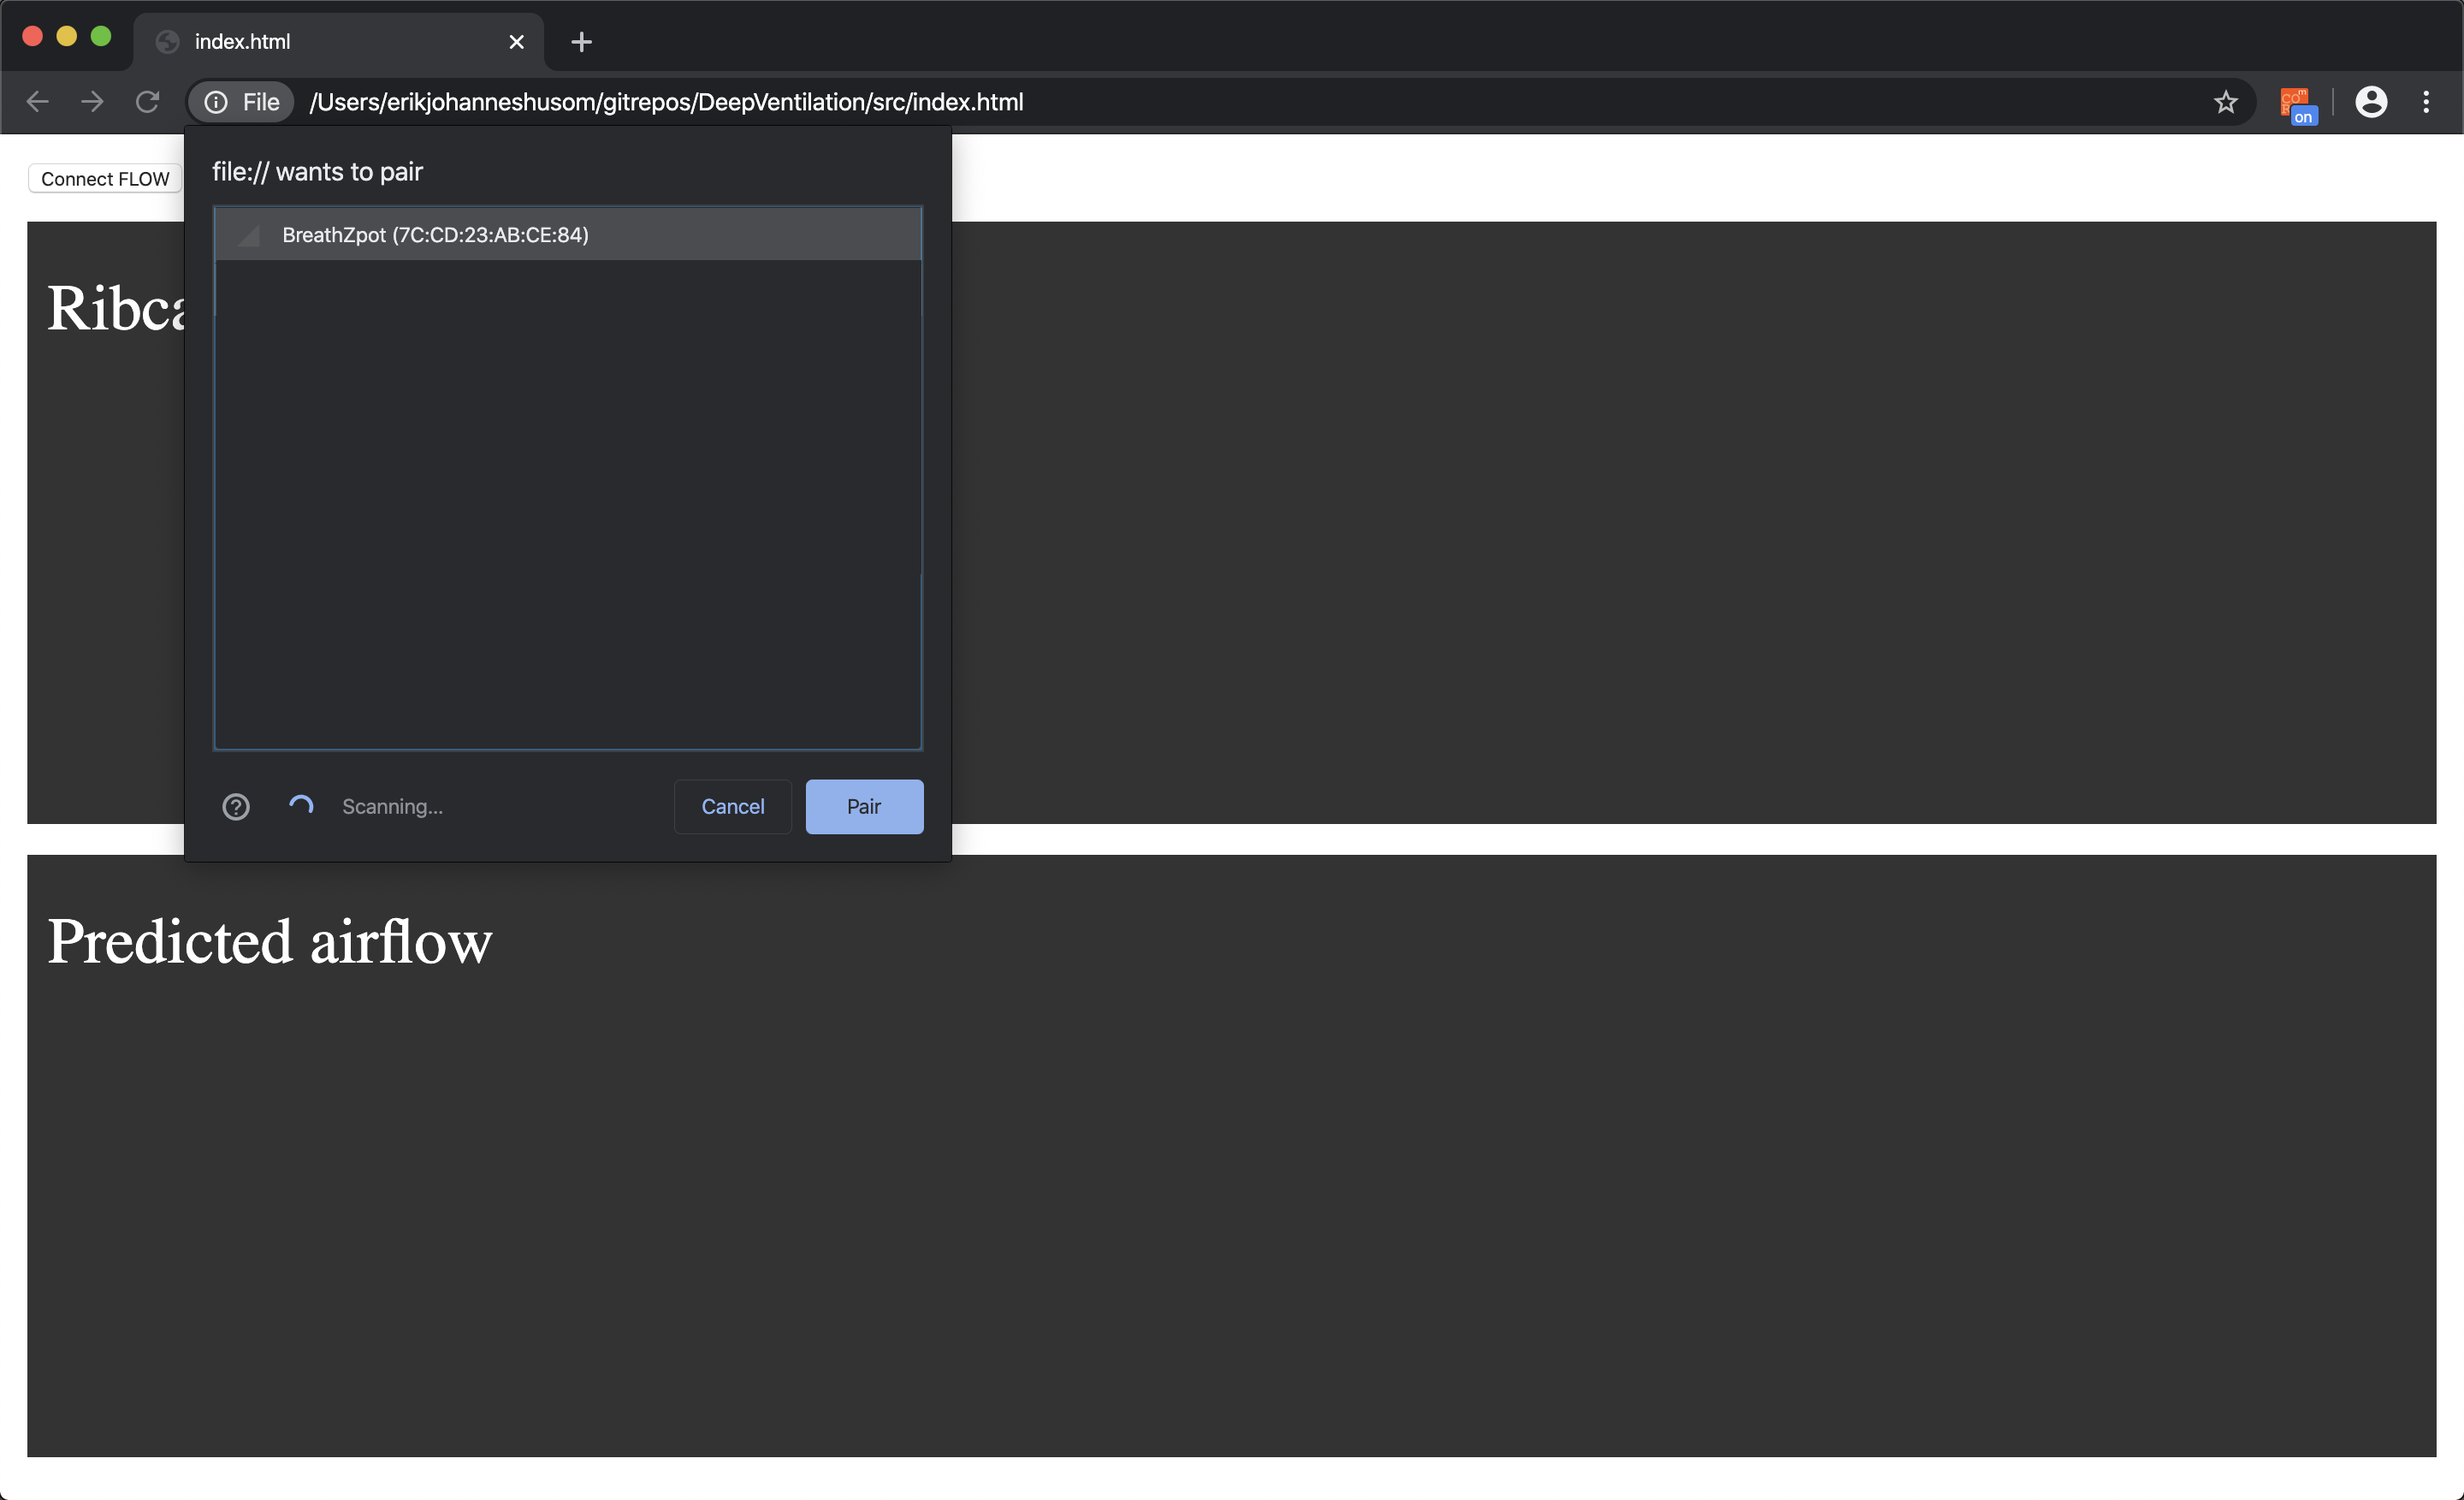 index.html
File /Users/erikjohanneshusom/gitrepos/DeepVentilation/src/index.html
on
Connect FLOW
file:// wants to pair
BreathZpot (7C:CD:23:AB:CE:84)
Ribca
Scanning...
Cancel
Pair
Predicted airflow